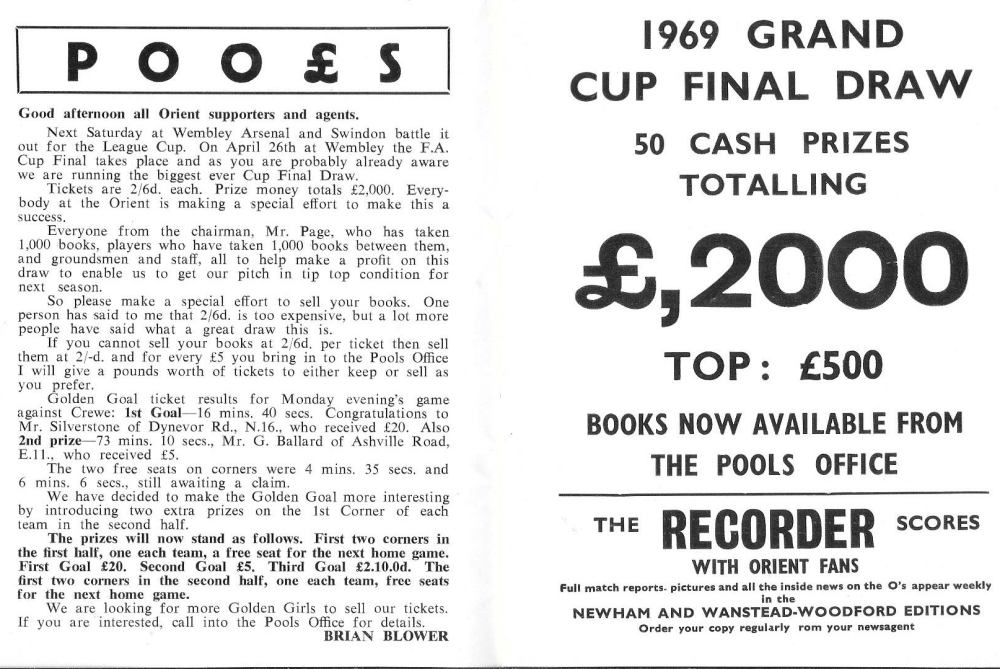 POO£S
Good afternoon all Orient supporters and agents.
Next Saturday at Wembley Arsenal and Swindon battle it
out for the League Cup. On April 26th at Wembley the F.A.
Cup Final takes place and as you are probably already aware
we are running the biggest ever Cup Final Draw.
Tickets are 2/6d. each. Prize money totals £2,000. Every-
body at the Orient is making a special effort to make this a
success.
Everyone from the chairman, Mr. Page, who has taken
1,000 books, players who have taken 1,000 books between them,
and groundsmen and staff, all to help make a profit on this
draw to enable us to get our pitch in tip top condition for
next season.
So please make a special effort to sell your books. One
person has said to me that 2/6d. is too expensive, but a lot more
people have said what a great draw this is.
If you cannot sell your books at 2/6d. per ticket then sell
them at 2/-d. and for every £5 you bring in to the Pools Office
I will give a pounds worth of tickets to either keep or sell as
you prefer.
Golden Goal ticket results for Monday evening's game
against Crewe: 1st Goal—16 mins. 40 secs. Congratulations to
Mr. Silverstone of Dynevor Rd., N.16., who received £20. Also
2nd prize—73 mins. 10 secs., Mr. G. Ballard of Ashville Road,
E.11., who received £5.
The two free seats on corners were 4 mins. 35 secs. and
6 mins. 6 secs., still awaiting a claim.
We have decided to make the Golden Goal more interesting
by introducing two extra prizes on the 1st Corner of each
team in the second half.
The prizes will now stand as follows. First two corners in
the first half, one each team, a free seat for the next home game.
First Goal £20. Second Goal £5. Third Goal £2.10.0d. The
first two corners in the second half, one each team, free seats
for the next home game.
We are looking for more Golden Girls to sell our tickets.
If you are interested, call into the Pools Office for details.
BRIAN BLOWER
1969 GRAND
CUP FINAL DRAW
50 CASH PRIZES
TOTALLING
£,2000
TOP: £500
BOOKS NOW AVAILABLE FROM
THE POOLS OFFICE
THE RECORDER SCORES
WITH ORIENT FANS
Full match reports. pictures and all the inside news on the O's appear weekly
in the
NEWHAM AND WANSTEAD-WOODFORD EDITIONS
Order your copy regularly rom your newsagent